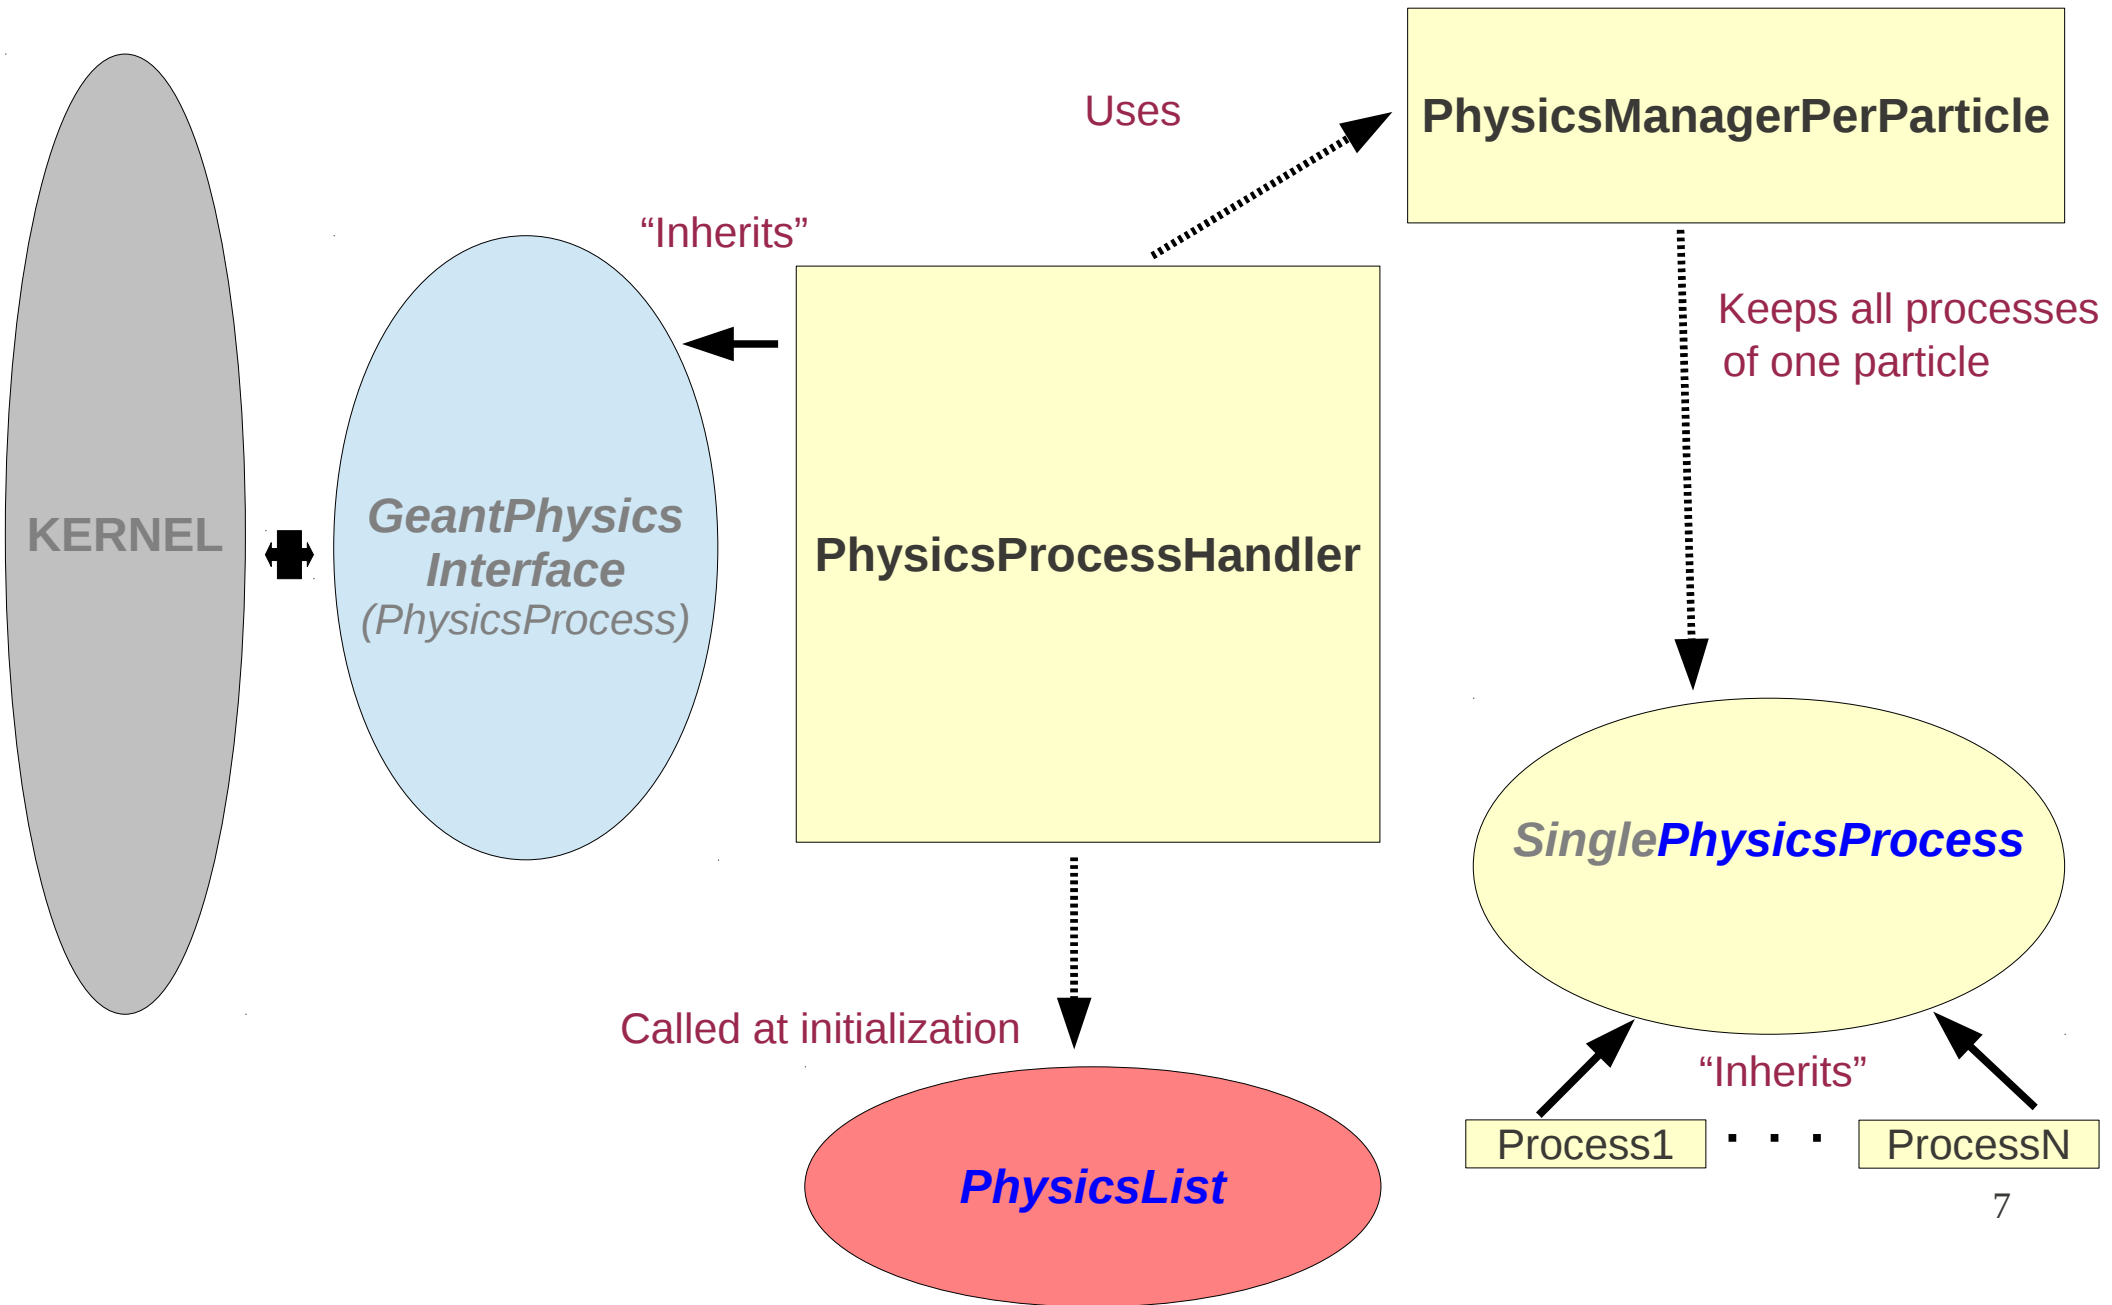 PhysicsManagerPerParticle
Uses
“Inherits”
Keeps all processes
of one particle
KERNEL
GeantPhysics
Interface
(PhysicsProcess)
PhysicsProcessHandler
SinglePhysicsProcess
Called at initialization
“Inherits”
Process1
. . .
ProcessN
PhysicsList
7